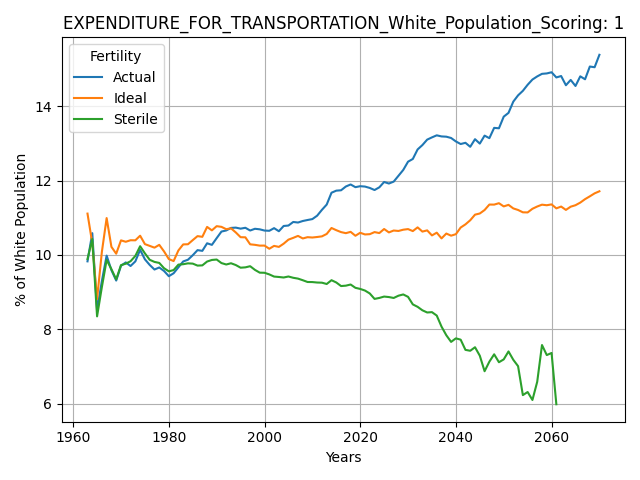 EXPENDITURE_FOR_TRANSPORTATION_White_Population_Scoring: 1
Fertility
Actual
Ideal
Sterile
% of White Population
14
12
10
8
6
1960 1980 2000 2020 2040 2060
Years